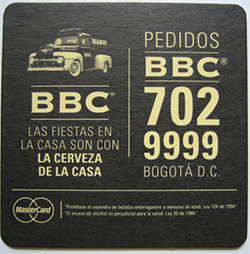 BBC®
LAS FIESTAS EN
LA CASA SON CON
LA CERVEZA
DE LA CASA
PEDIDOS
BBC®
702
9999
BOGOTÁ D.C.
MasterCard
"Prohíbase el expendio de bebidas embriagantes a menores de edad. Ley 124 de 1994"
"El exceso de alcohol es perjudicial para la salud. Ley 30 de 1986"